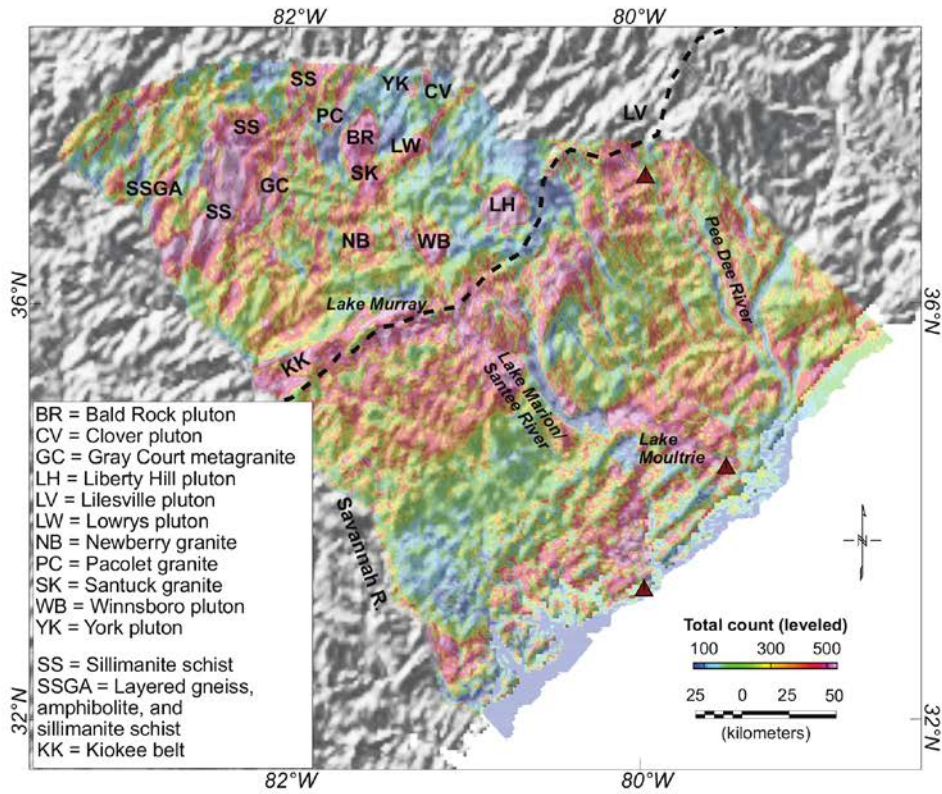 82°W
80°W
SS
YK
CV
PC
LV
SS
BR
LW
SK
SSGA
GC
SS
LH
NB
WB
Pee Dee River
36°N
36°N
Lake Murray
KK
Lake Marion/
Santee River
Lake
Moultrie
Savannah R.
BR = Bald Rock pluton
CV = Clover pluton
GC = Gray Court metagranite
LH = Liberty Hill pluton
LV = Lilesville pluton
LW = Lowrys pluton
NB = Newberry granite
PC = Pacolet granite
SK = Santuck granite
WB = Winnsboro pluton
YK = York pluton
SS = Sillimanite schist
SSGA = Layered gneiss,
amphibolite, and
sillimanite schist
KK = Kiokee belt
N
Total count (leveled)
100 300 500
25 0 25 50
(kilometers)
32°N
32°N
82°W
80°W